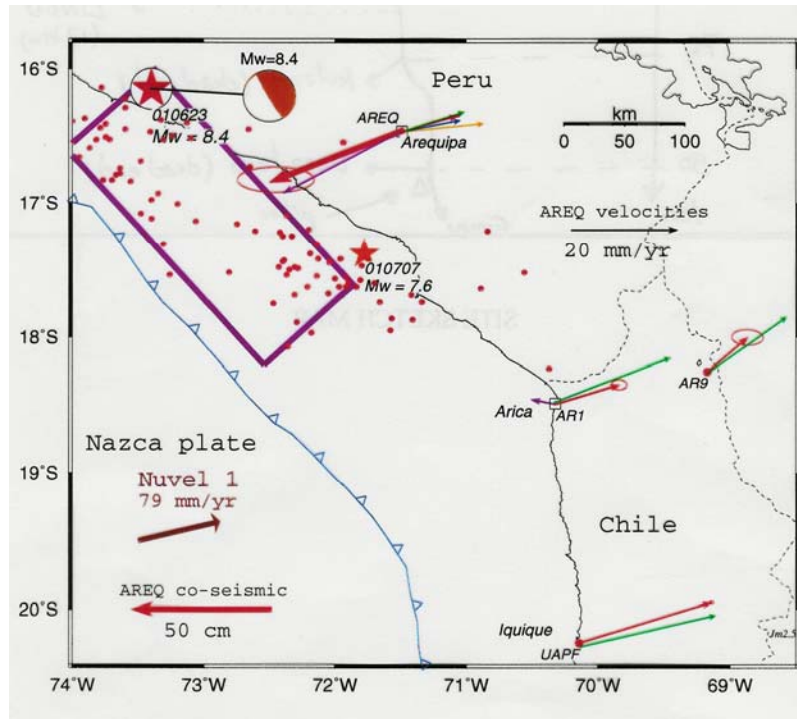 Mw=8.4
16°S
Peru
010623
Mw = 8.4
AREQ
Arequipa
km
0 50 100
17°S
AREQ velocities
20 mm/yr
010707
Mw = 7.6
18°S
AR9
Arica
AR1
Nazca plate
19°S
Nuvel 1
79 mm/yr
Chile
AREQ co-seismic
50 cm
20°S
Iquique
UAPF
Jm2.5
74°W 73°W 72°W 71°W 70°W 69°W